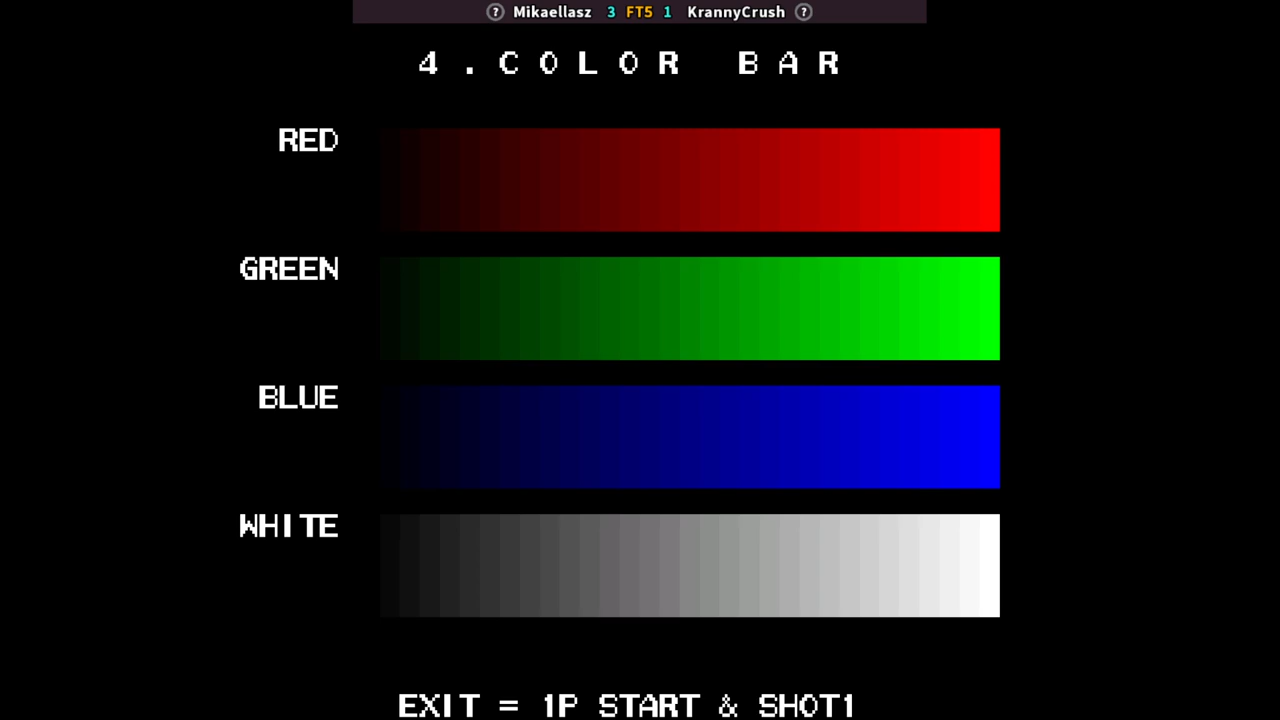 ? Mikaellasz 3 FT5 1 KrannyCrush ?
4.COLOR BAR
RED
GREEN
BLUE
WHITE
EXIT = 1P START & SHOT1